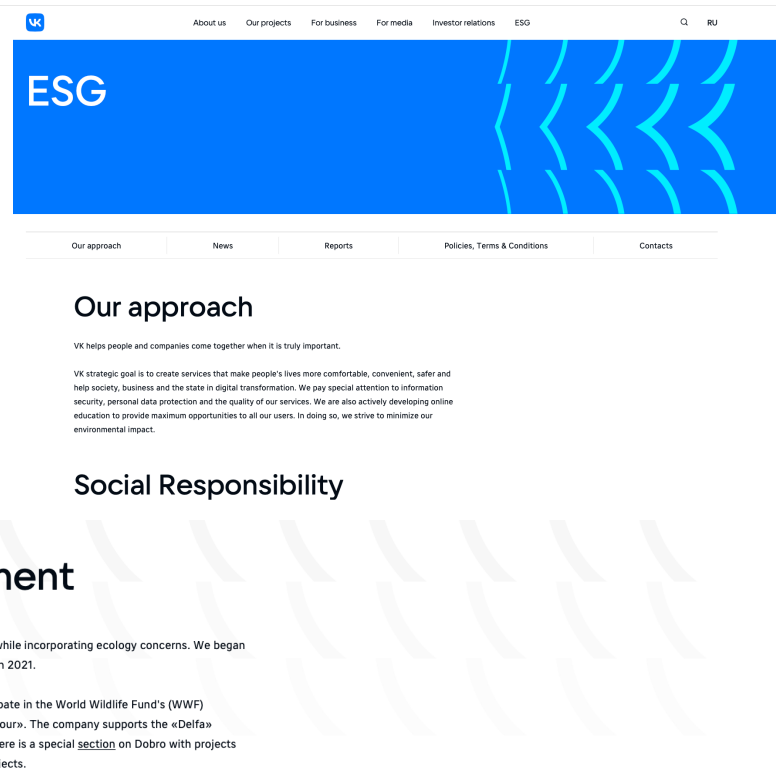 VK
About us Our projects For business For media Investor relations ESG RU
ESG
Our approach News Reports Policies, Terms & Conditions Contacts
Our approach
VK helps people and companies come together when it is truly important.
VK strategic goal is to create services that make people's lives more comfortable, convenient, safer and
help society, business and the state in digital transformation. We pay special attention to information
security, personal data protection and the quality of our services. We are also actively developing online
education to provide maximum opportunities to all our users. In doing so, we strive to minimize our
environmental impact.
Social Responsibility
ment
while incorporating ecology concerns. We began
n 2021.
pate in the World Wildlife Fund's (WWF)
our». The company supports the «Delfa»
ere is a special section on Dobro with projects
jects.